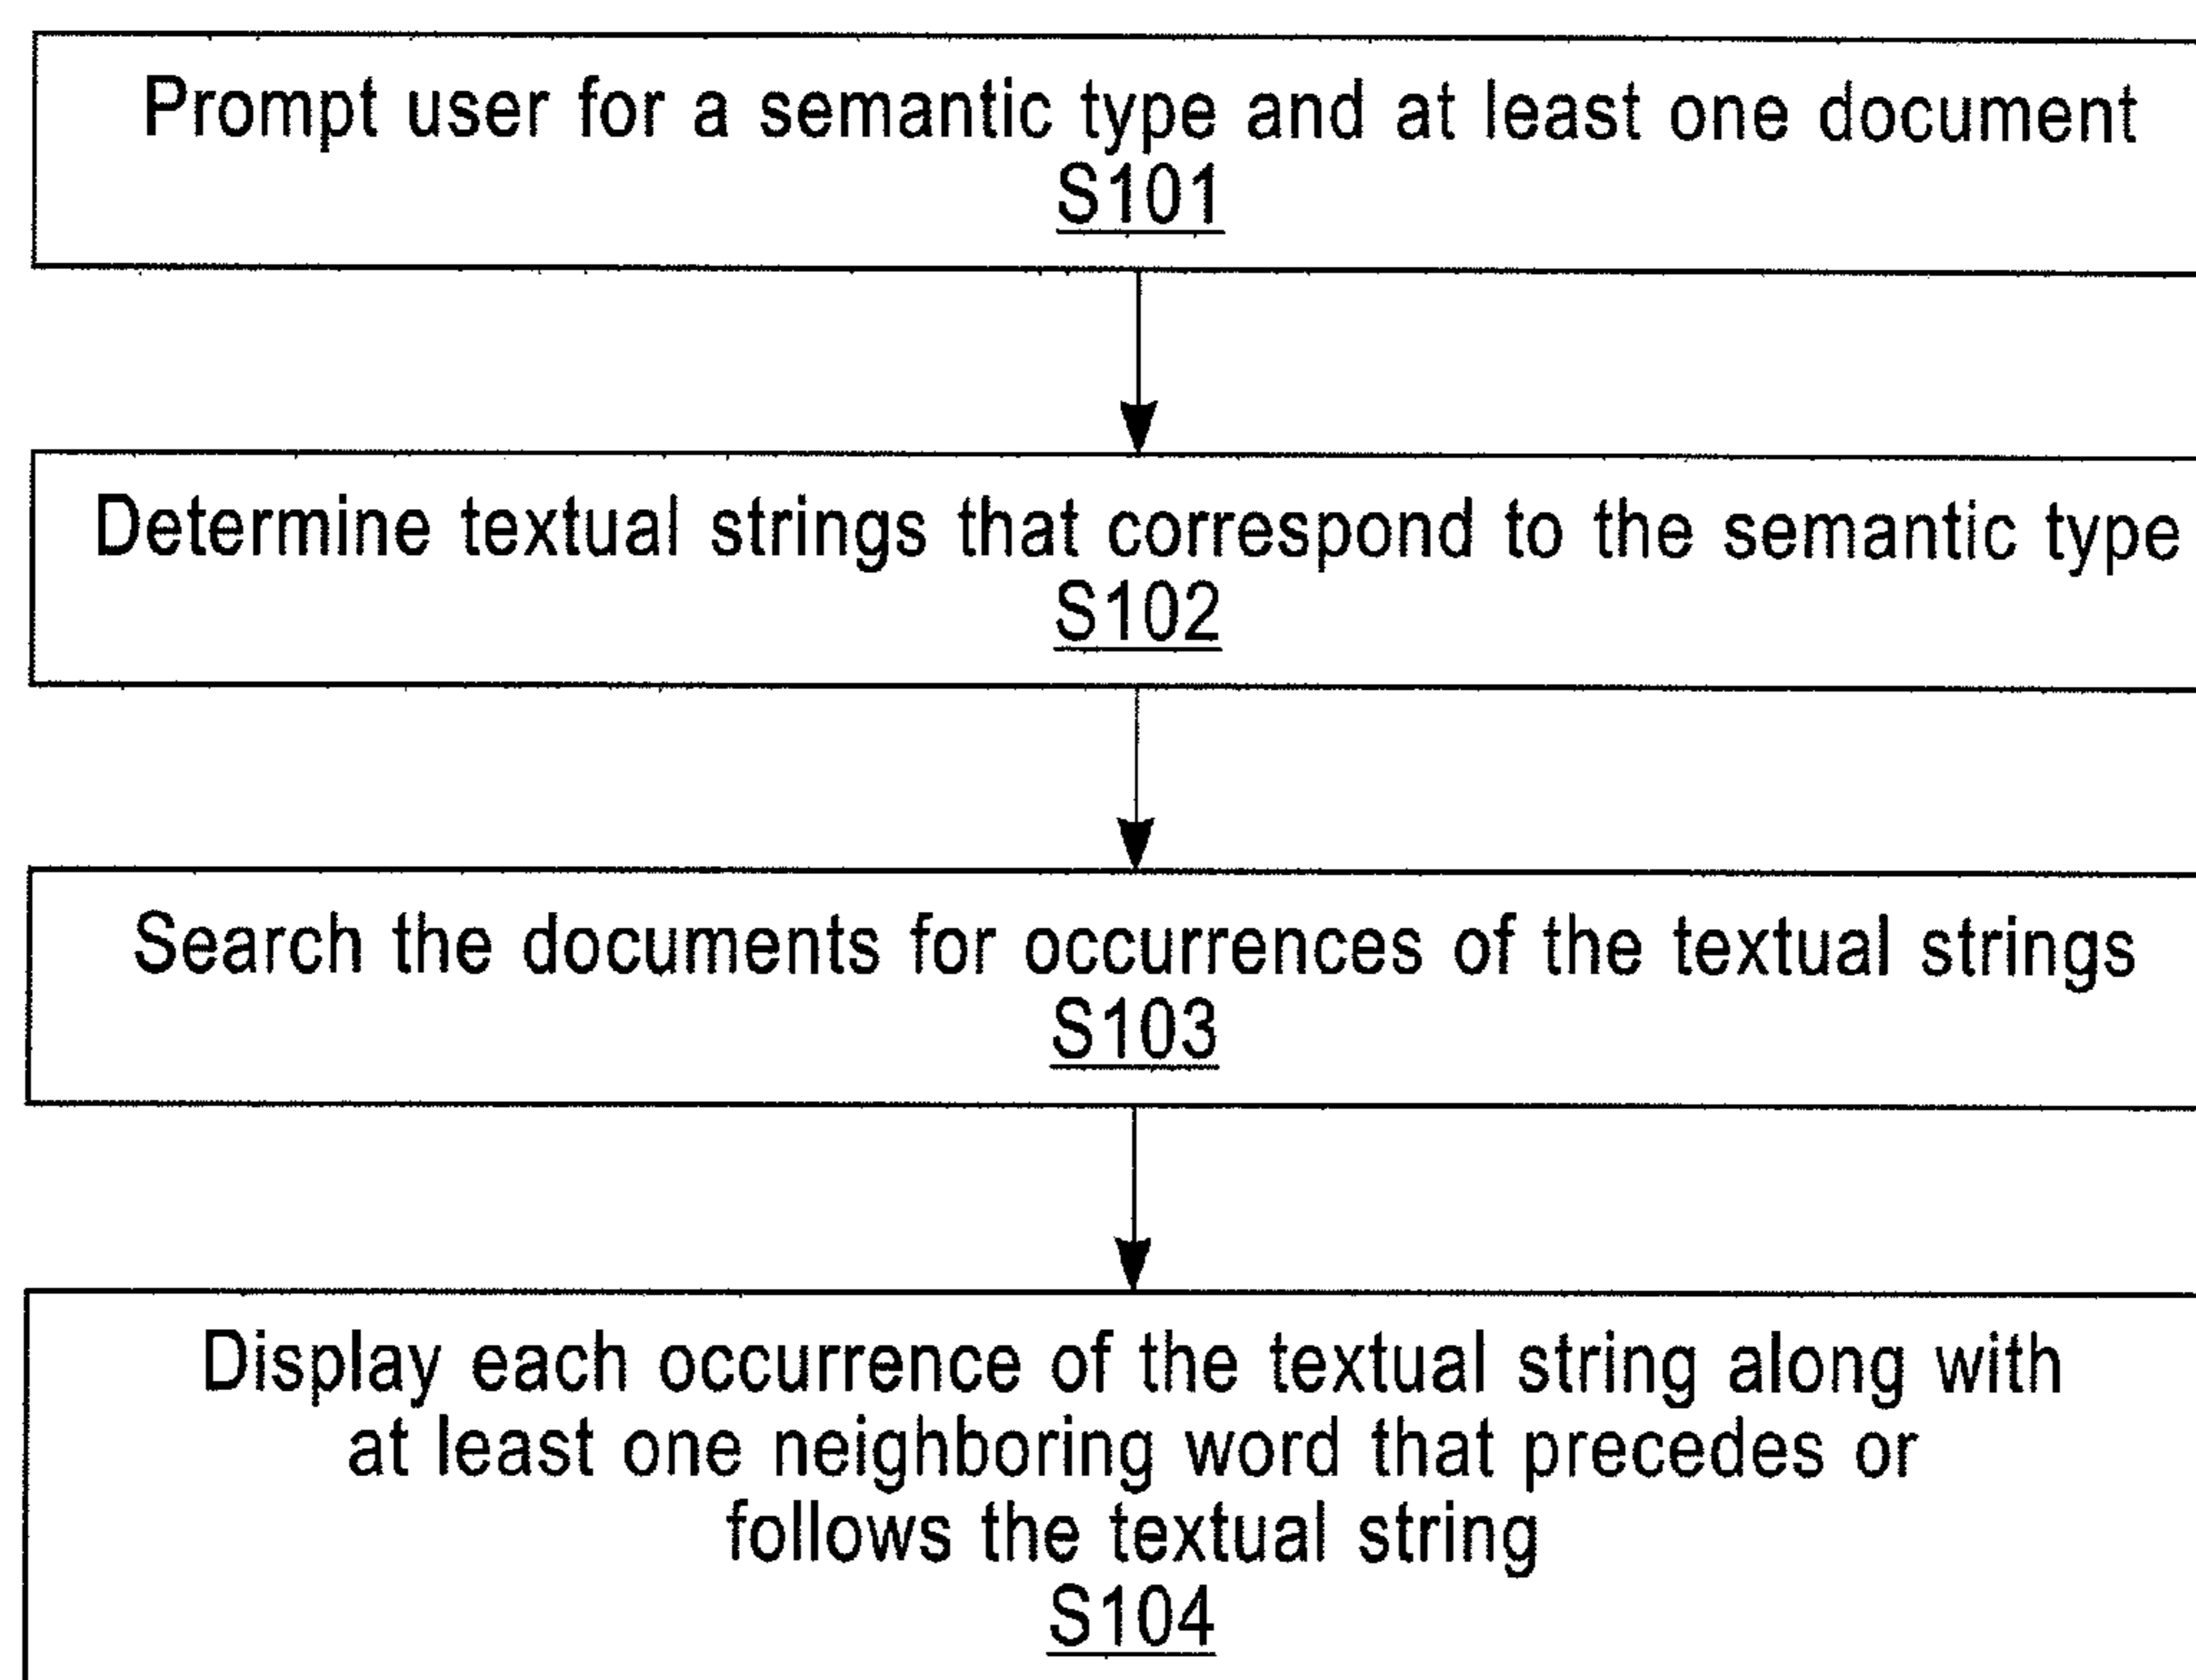 Prompt user for a semantic type and at least one document
S101
Determine textual strings that correspond to the semantic type
S102
Search the documents for occurrences of the textual strings
S103
Display each occurrence of the textual string along with
at least one neighboring word that precedes or
follows the textual string
S104